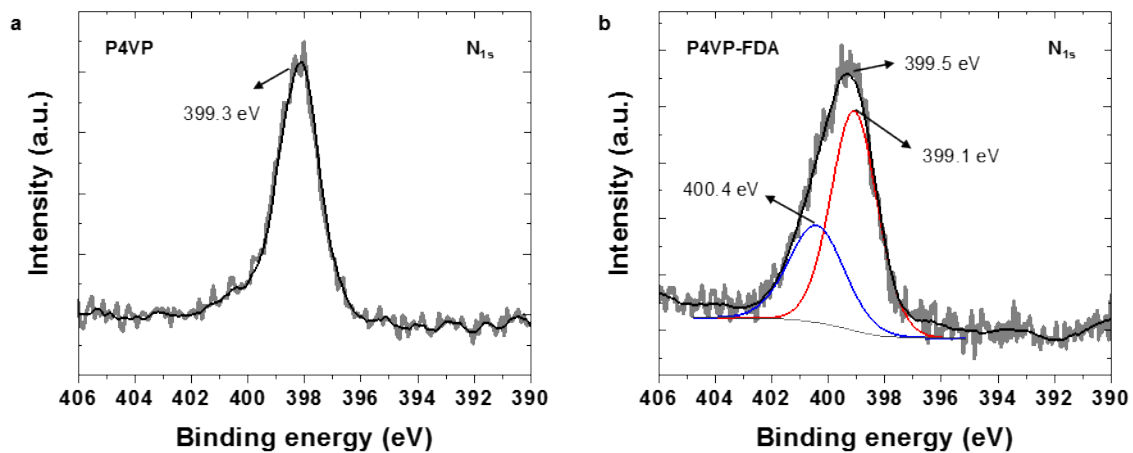 a
P4VP
N1s
399.3 eV
Intensity (a.u.)
406 404 402 400 398 396 394 392 390
Binding energy (eV)
b
P4VP-FDA
N1s
399.5 eV
399.1 eV
400.4 eV
Intensity (a.u.)
406 404 402 400 398 396 394 392 390
Binding energy (eV)